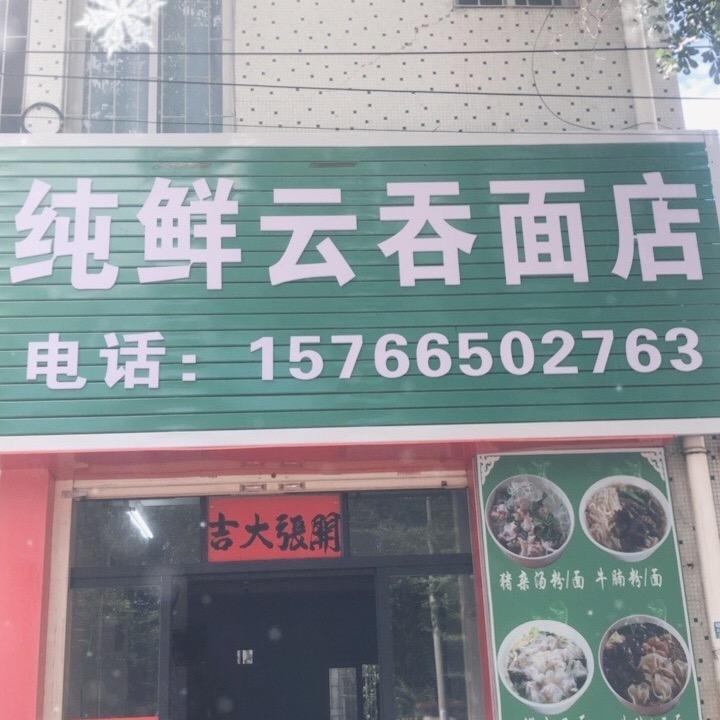 纯鲜云吞面店
电话：15766502763
開張大吉
猪杂汤粉/面 牛腩粉/面